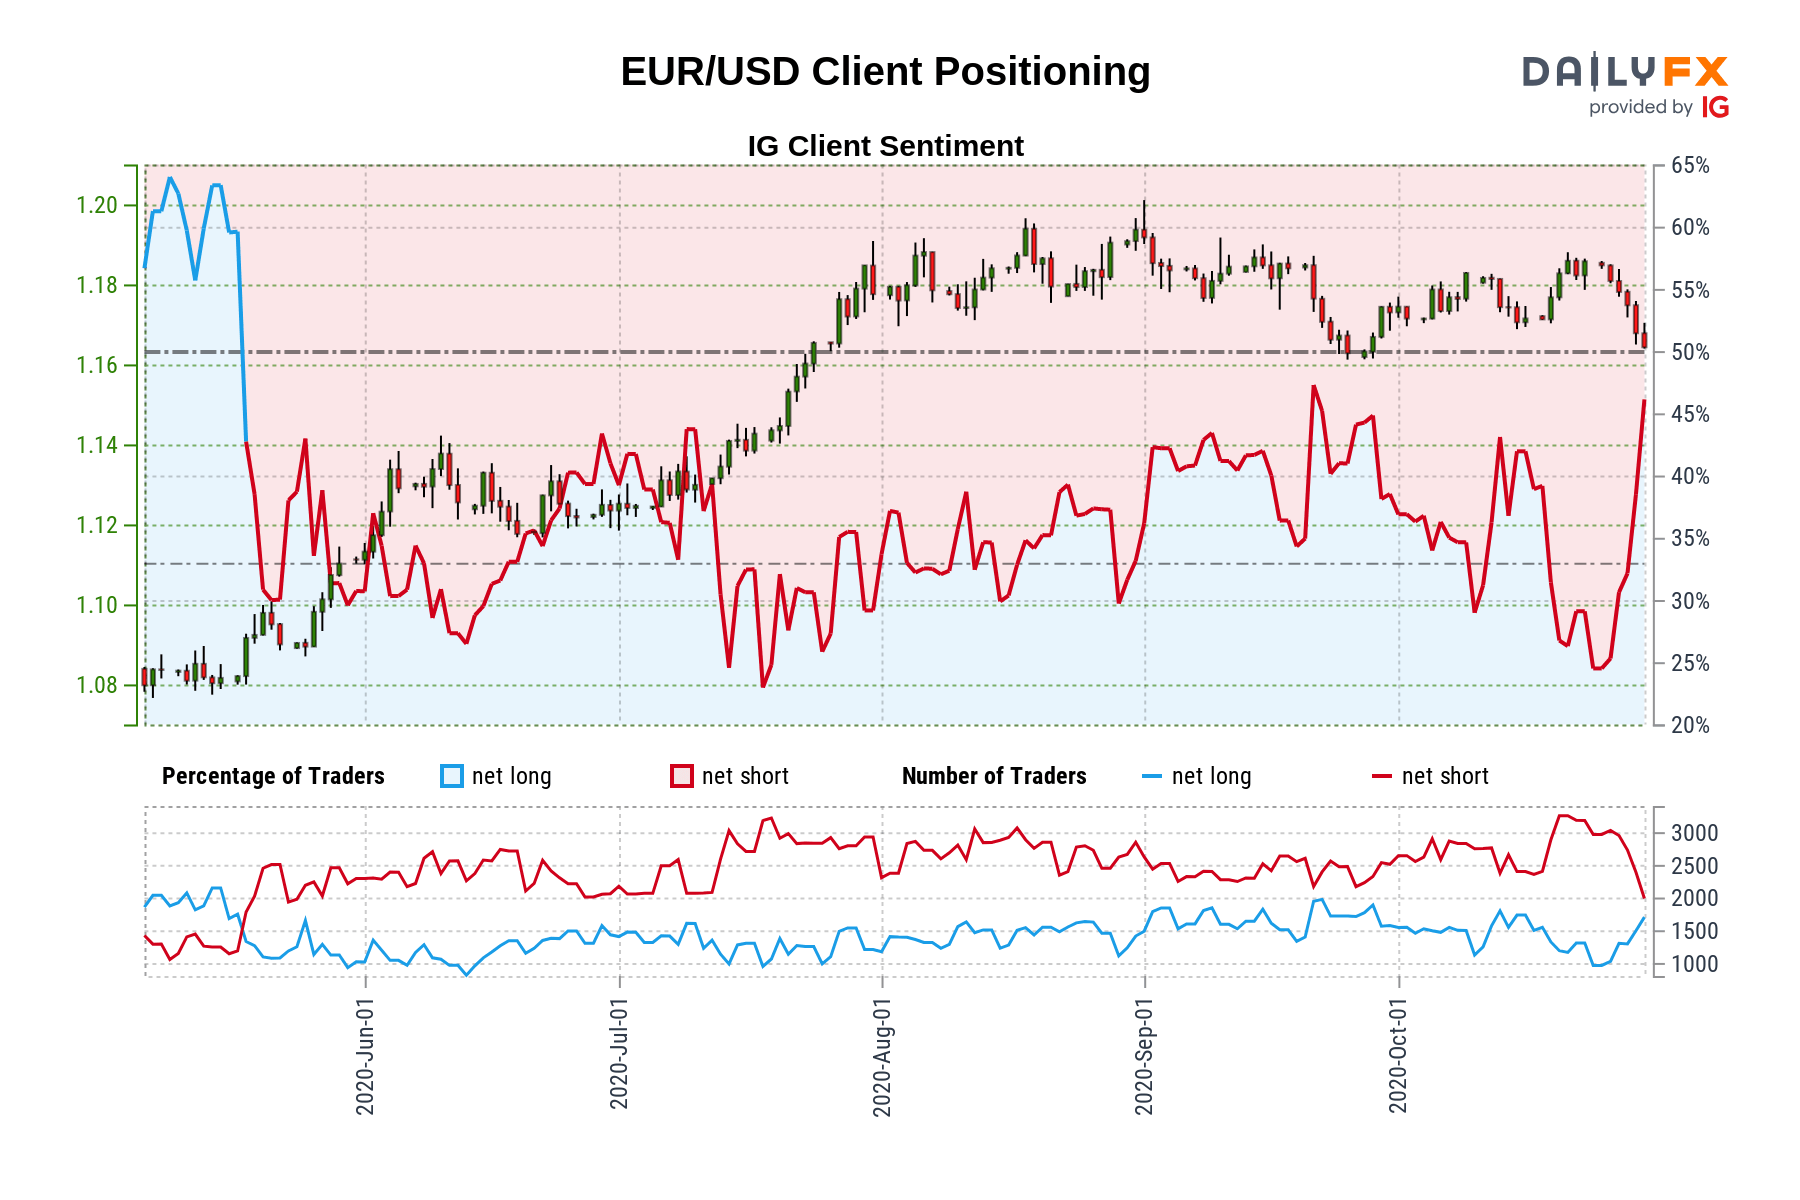 EUR/USD Client Positioning
DAILYFX
provided by IG
IG Client Sentiment
1.20
1.18
1.16
1.14
1.12
1.10
1.08
65%
60%
55%
50%
45%
40%
35%
30%
25%
20%
Percentage of Traders net long net short Number of Traders net long net short
3000
2500
2000
1500
1000
2020-Jun-01
2020-Jul-01
2020-Aug-01
2020-Sep-01
2020-Oct-01